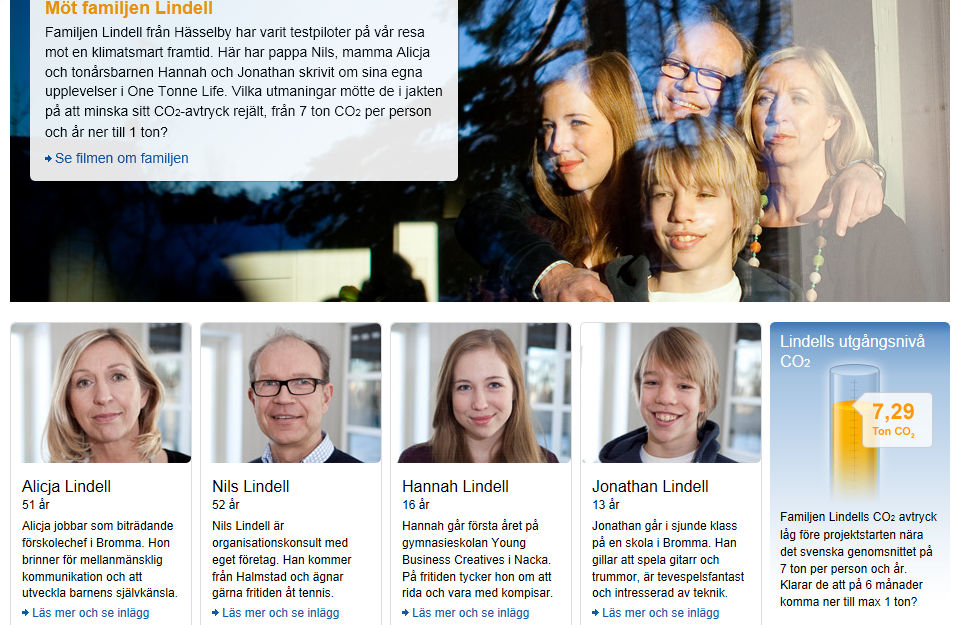 Möt familjen Lindell
Familjen Lindell från Hässelby har varit testpiloter på vår resa
mot en klimatsmart framtid. Här har pappa Nils, mamma Alicja
och tonårsbarnen Hannah och Jonathan skrivit om sina egna
upplevelser i One Tonne Life. Vilka utmaningar mötte de i jakten
på att minska sitt CO2-avtryck rejält, från 7 ton CO2 per person
och år ner till 1 ton?
Se filmen om familjen
Alicja Lindell
51 år
Alicja jobbar som biträdande
förskolechef i Bromma. Hon
brinner för mellanmänsklig
kommunikation och att
utveckla barnens självkänsla.
Läs mer och se inlägg
Nils Lindell
52 år
Nils Lindell är
organisationskonsult med
eget företag. Han kommer
från Halmstad och ägnar
gärna fritiden åt tennis.
Läs mer och se inlägg
Hannah Lindell
16 år
Hannah går första året på
gymnasieskolan Young
Business Creatives i Nacka.
På fritiden tycker hon om att
rida och vara med kompisar.
Läs mer och se inlägg
Jonathan Lindell
13 år
Jonathan går i sjunde klass
på en skola i Bromma. Han
gillar att spela gitarr och
trummor, är tevespelsfantast
och intresserad av teknik.
Läs mer och se inlägg
Lindells utgångsnivå
CO2
7,29
Ton CO2
Familjen Lindells CO2 avtryck
låg före projektstarten nära
det svenska genomsnittet på
7 ton per person och år.
Klarar de att på 6 månader
komma ner till max 1 ton?